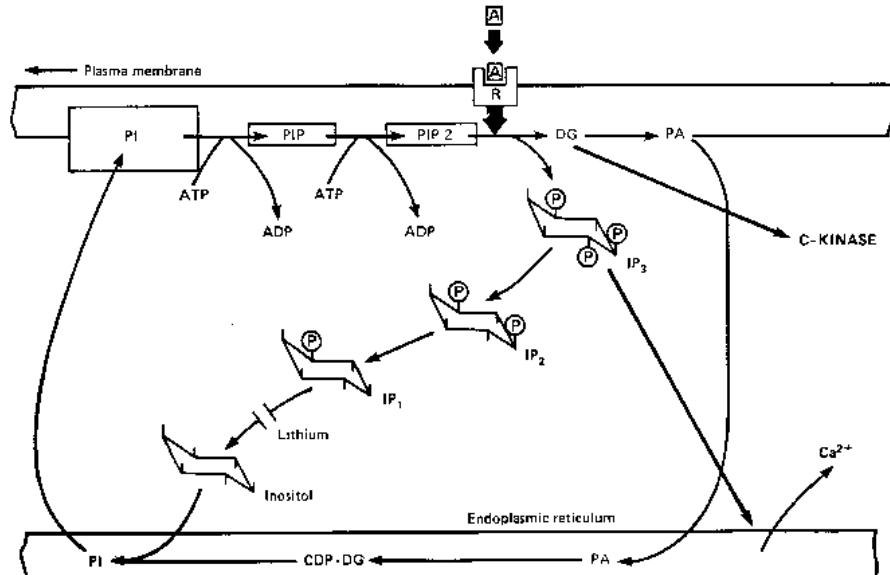 A
Plasma membrane
A
R
PI
PIP
PIP 2
DG
PA
ATP
ATP
ADP
ADP
C-KINASE
P
P
P
IP3
P
P
IP2
P
IP1
Lithium
Ca2+
Inositol
Endoplasmic reticulum
PI
CDP·DG
PA